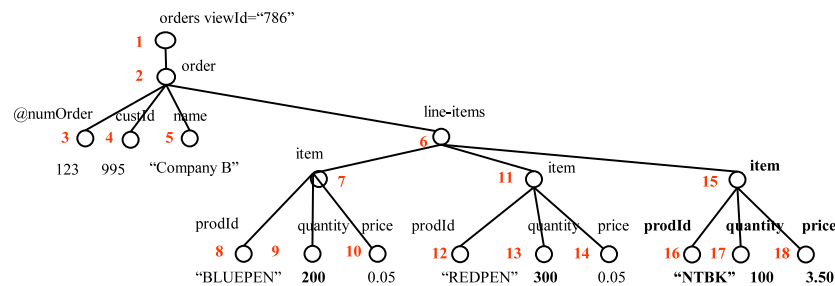 orders viewId=“786”
1
2 order
@numOrder custId name line-items
3 4 5 6
123 995 “Company B” item 7 11 item 15 item
prodId quantity price prodId quantity price prodId quantity price
8 9 10 12 13 14 16 17 18
“BLUEPEN” 200 0.05 “REDPEN” 300 0.05 “NTBK” 100 3.50